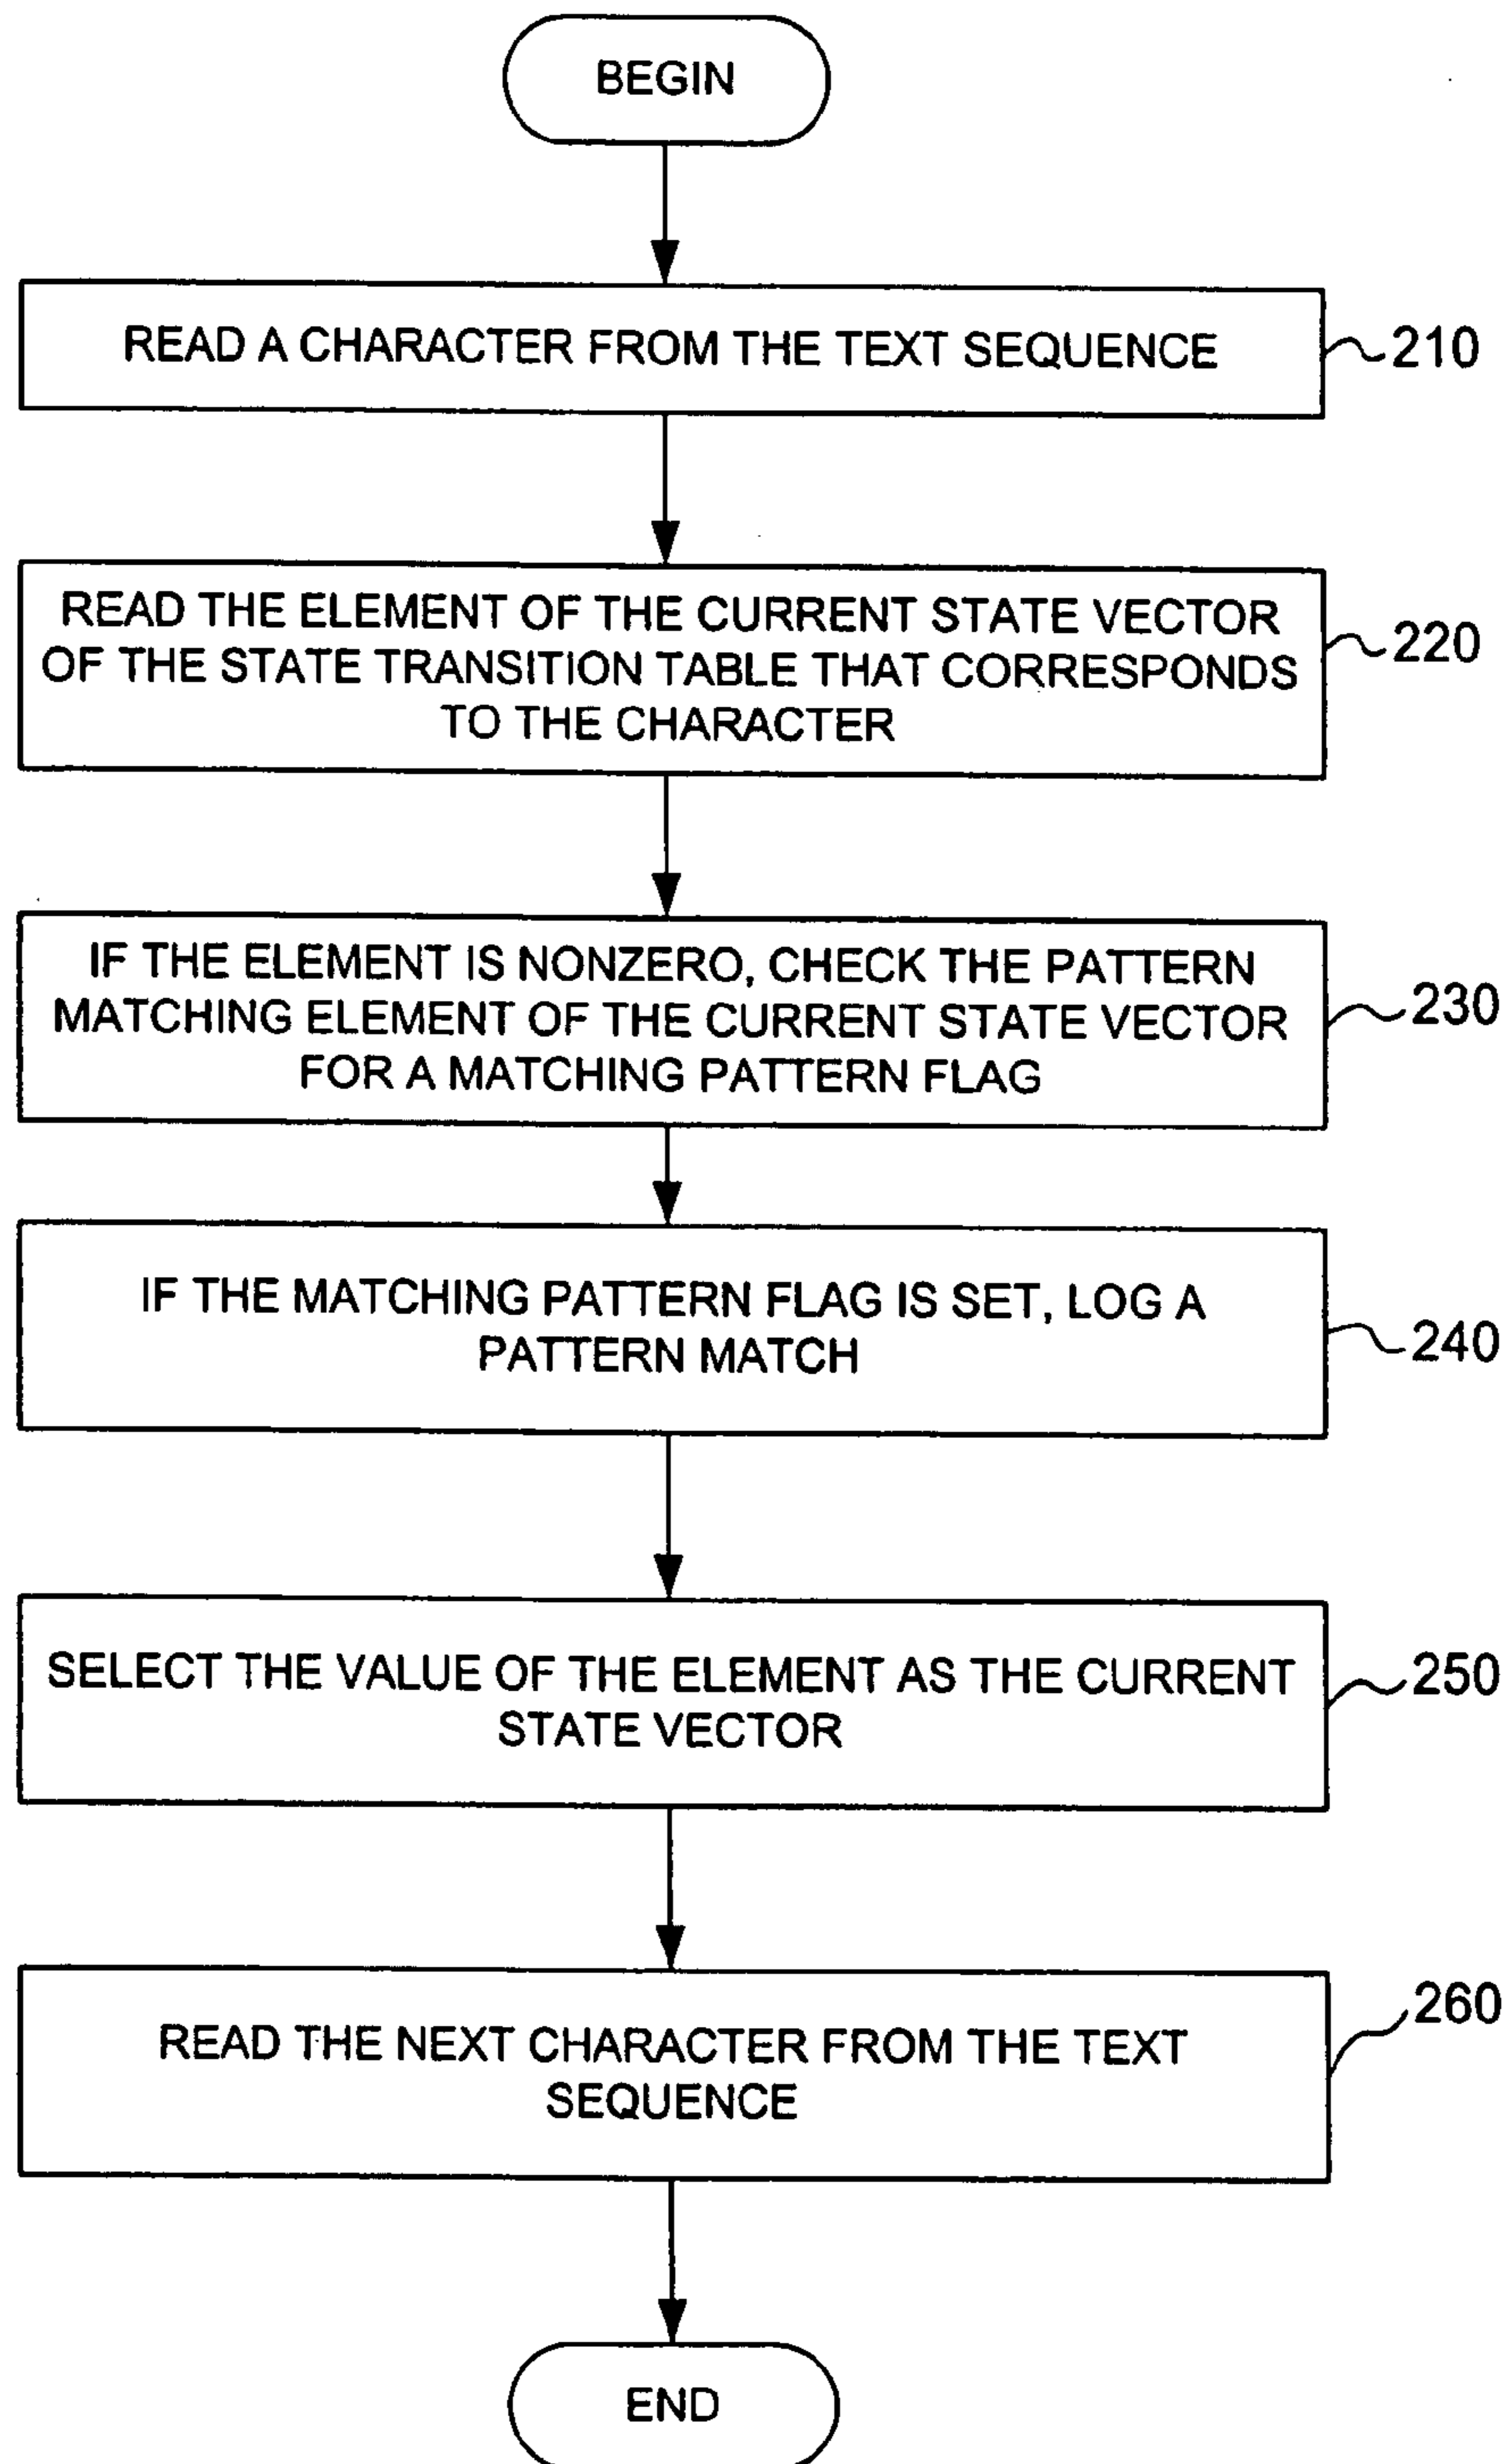 BEGIN
READ A CHARACTER FROM THE TEXT SEQUENCE
210
READ THE ELEMENT OF THE CURRENT STATE VECTOR
OF THE STATE TRANSITION TABLE THAT CORRESPONDS
TO THE CHARACTER
220
IF THE ELEMENT IS NONZERO, CHECK THE PATTERN
MATCHING ELEMENT OF THE CURRENT STATE VECTOR
FOR A MATCHING PATTERN FLAG
230
IF THE MATCHING PATTERN FLAG IS SET, LOG A
PATTERN MATCH
240
SELECT THE VALUE OF THE ELEMENT AS THE CURRENT
STATE VECTOR
250
READ THE NEXT CHARACTER FROM THE TEXT
SEQUENCE
260
END